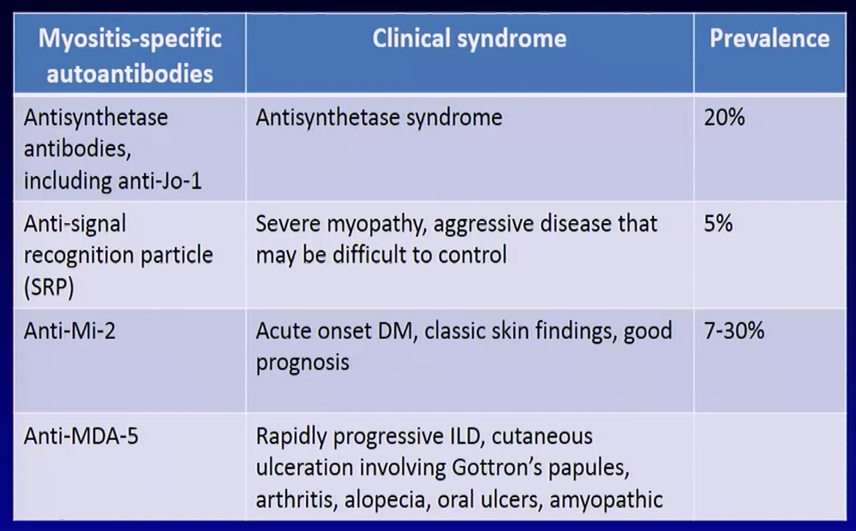 Myositis-specific
autoantibodies
Clinical syndrome
Prevalence
Antisynthetase
antibodies,
including anti-Jo-1
Antisynthetase syndrome
20%
Anti-signal
recognition particle
(SRP)
Severe myopathy, aggressive disease that
may be difficult to control
5%
Anti-Mi-2
Acute onset DM, classic skin findings, good
prognosis
7-30%
Anti-MDA-5
Rapidly progressive ILD, cutaneous
ulceration involving Gottron’s papules,
arthritis, alopecia, oral ulcers, amyopathic